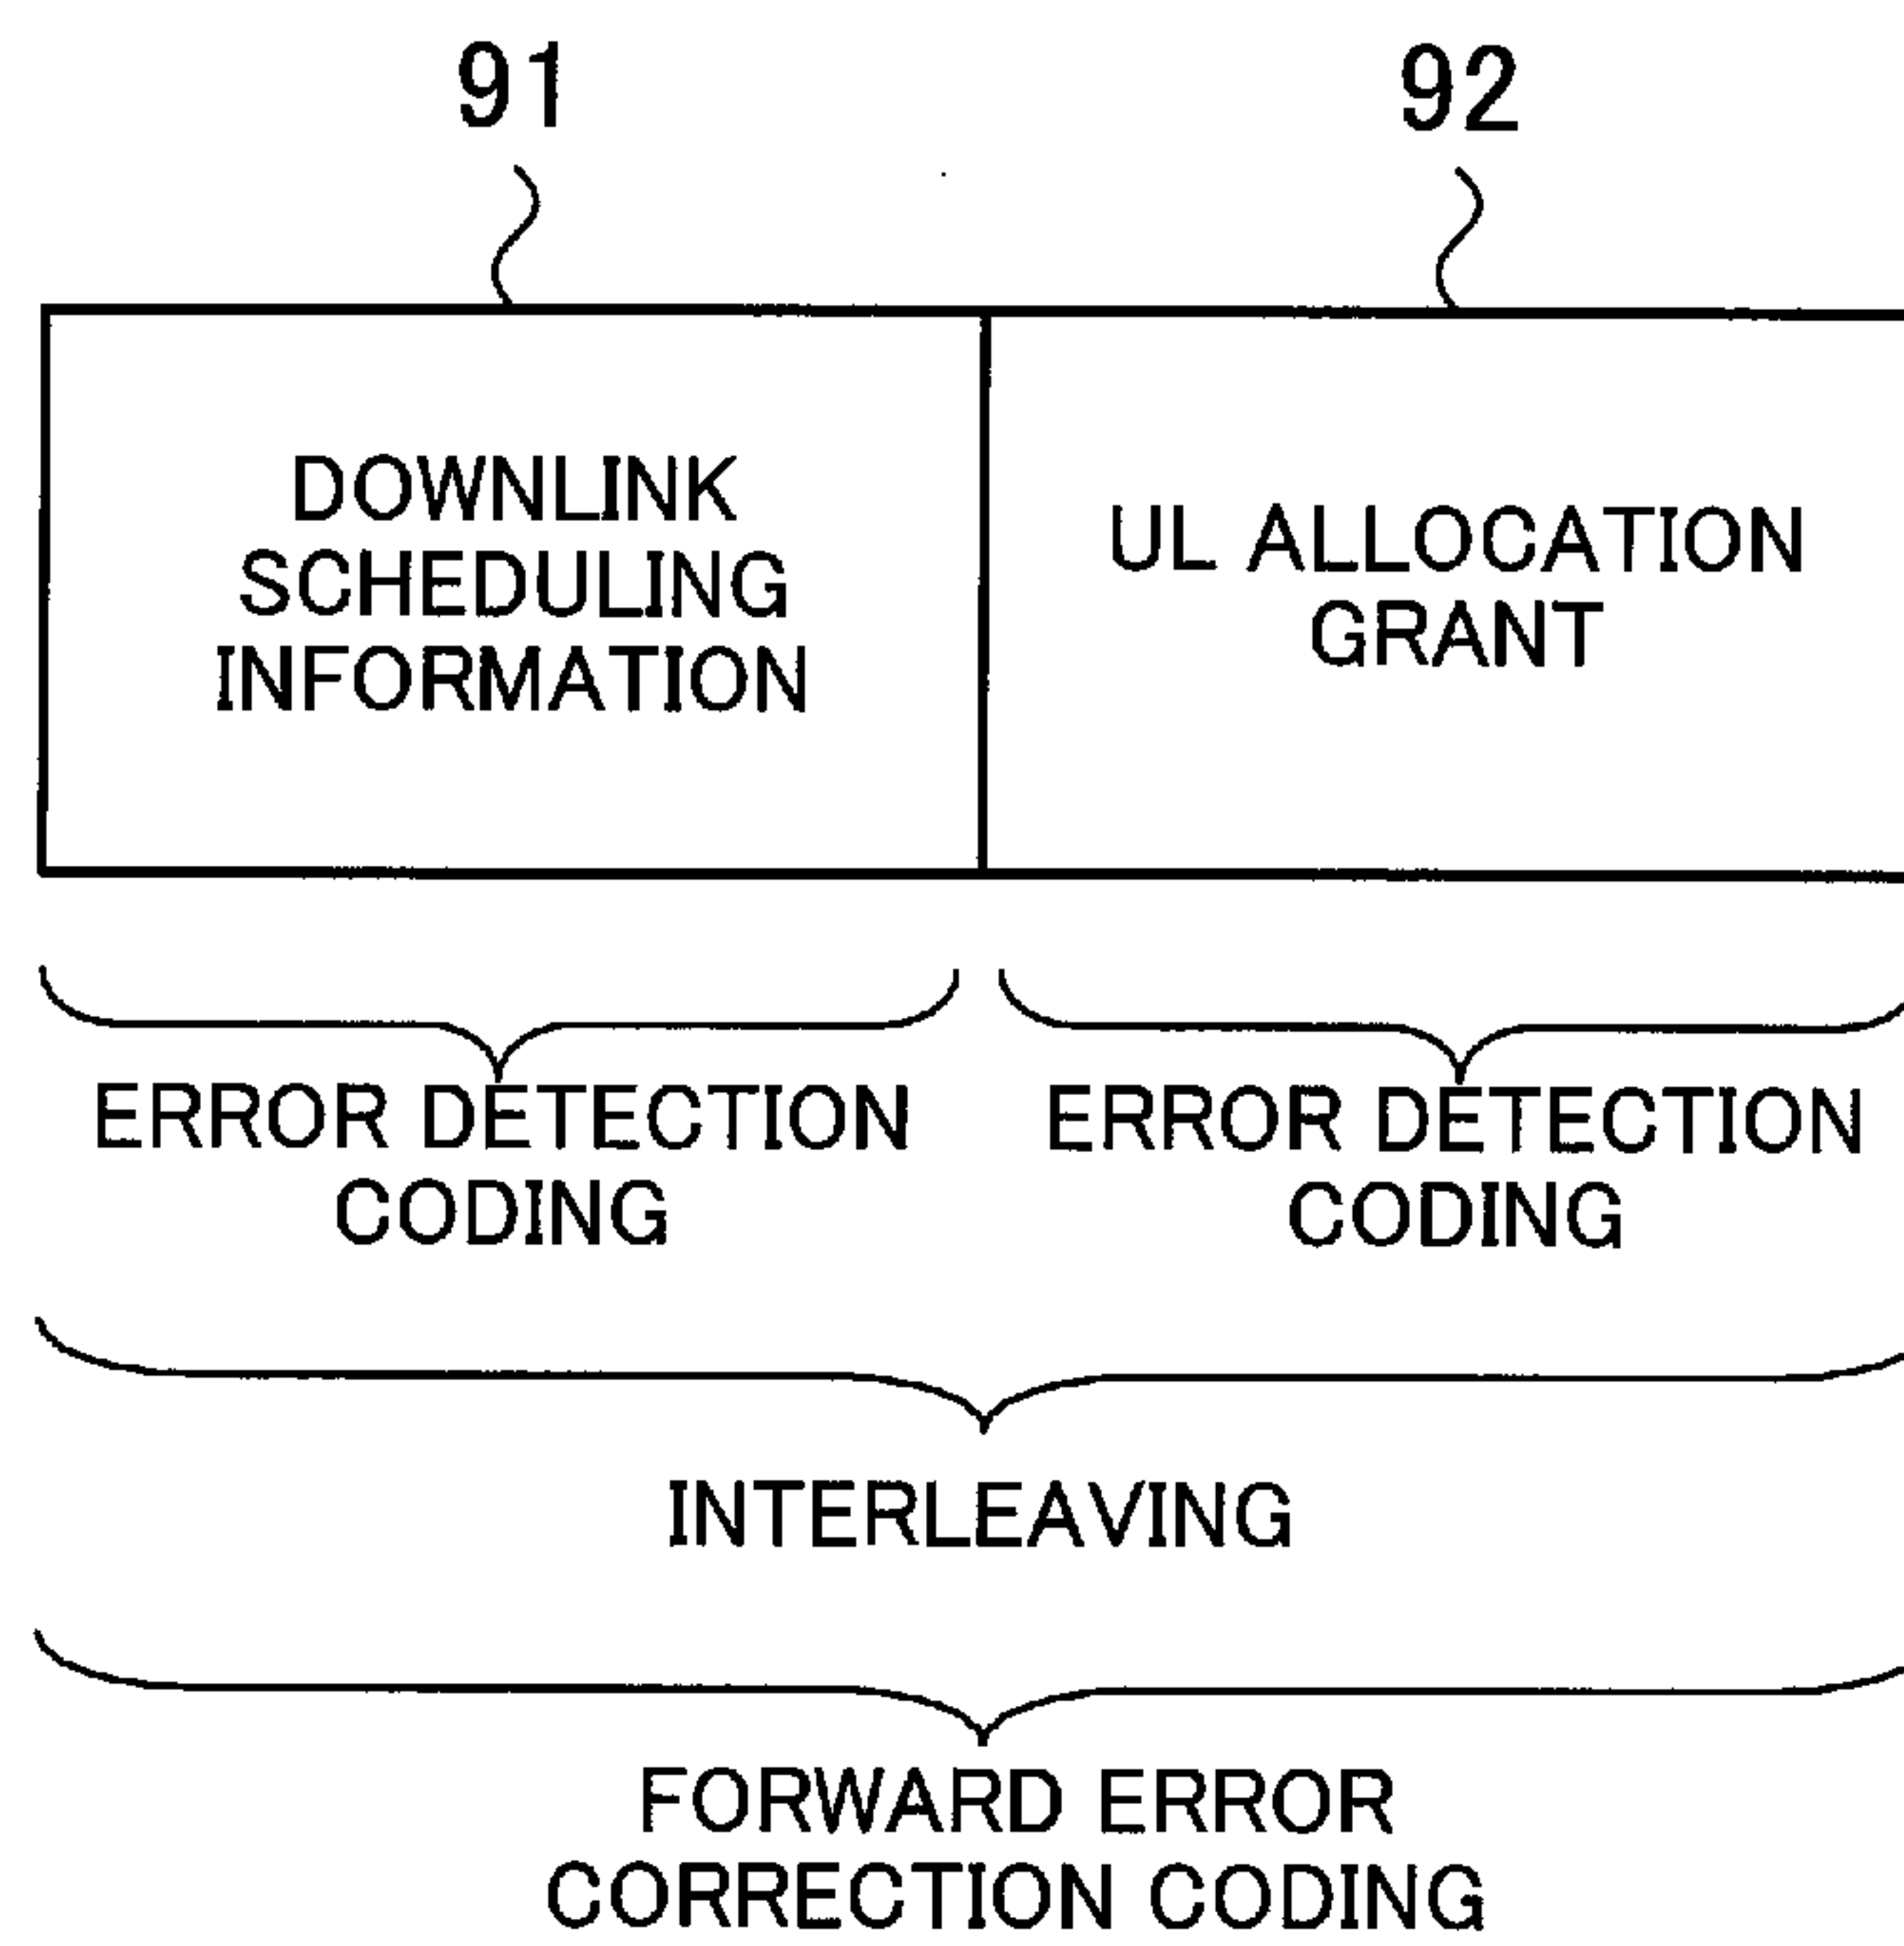 91 92
DOWNLINK
SCHEDULING
INFORMATION
UL ALLOCATION
GRANT
ERROR DETECTION
CODING
ERROR DETECTION
CODING
INTERLEAVING
FORWARD ERROR
CORRECTION CODING